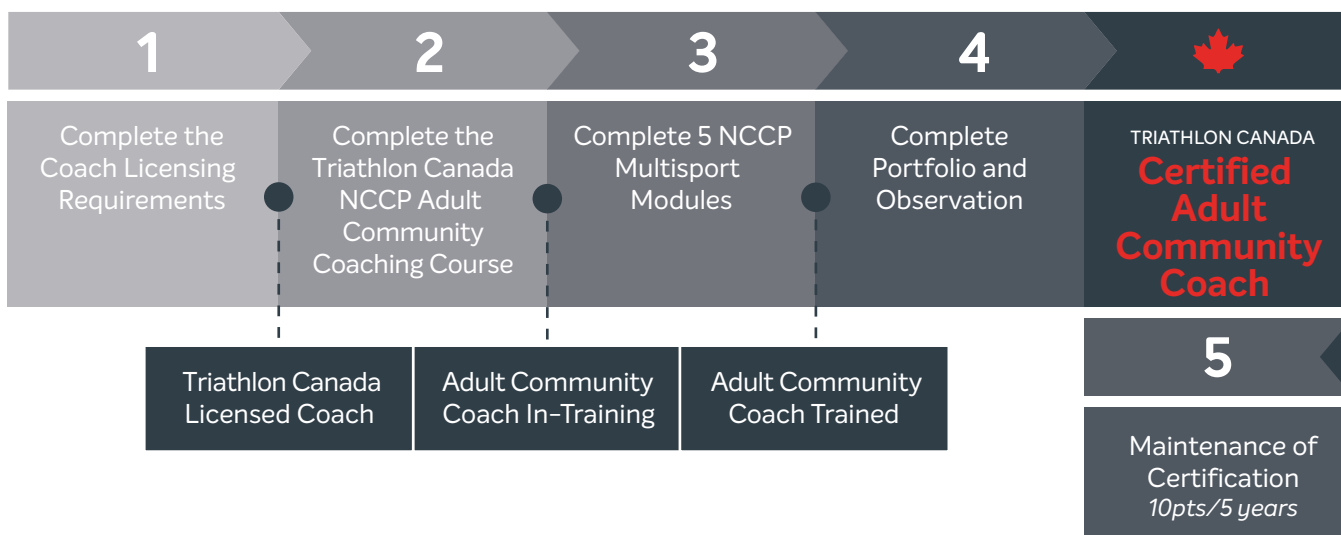 1
2
3
4
Complete the
Coach Licensing
Requirements
Complete the
Triathlon Canada
NCCP Adult
Community
Coaching Course
Complete 5 NCCP
Multisport
Modules
Complete
Portfolio and
Observation
TRIATHLON CANADA
Certified
Adult
Community
Coach
Triathlon Canada
Licensed Coach
Adult Community
Coach In-Training
Adult Community
Coach Trained
5
Maintenance of
Certification
10pts/5 years